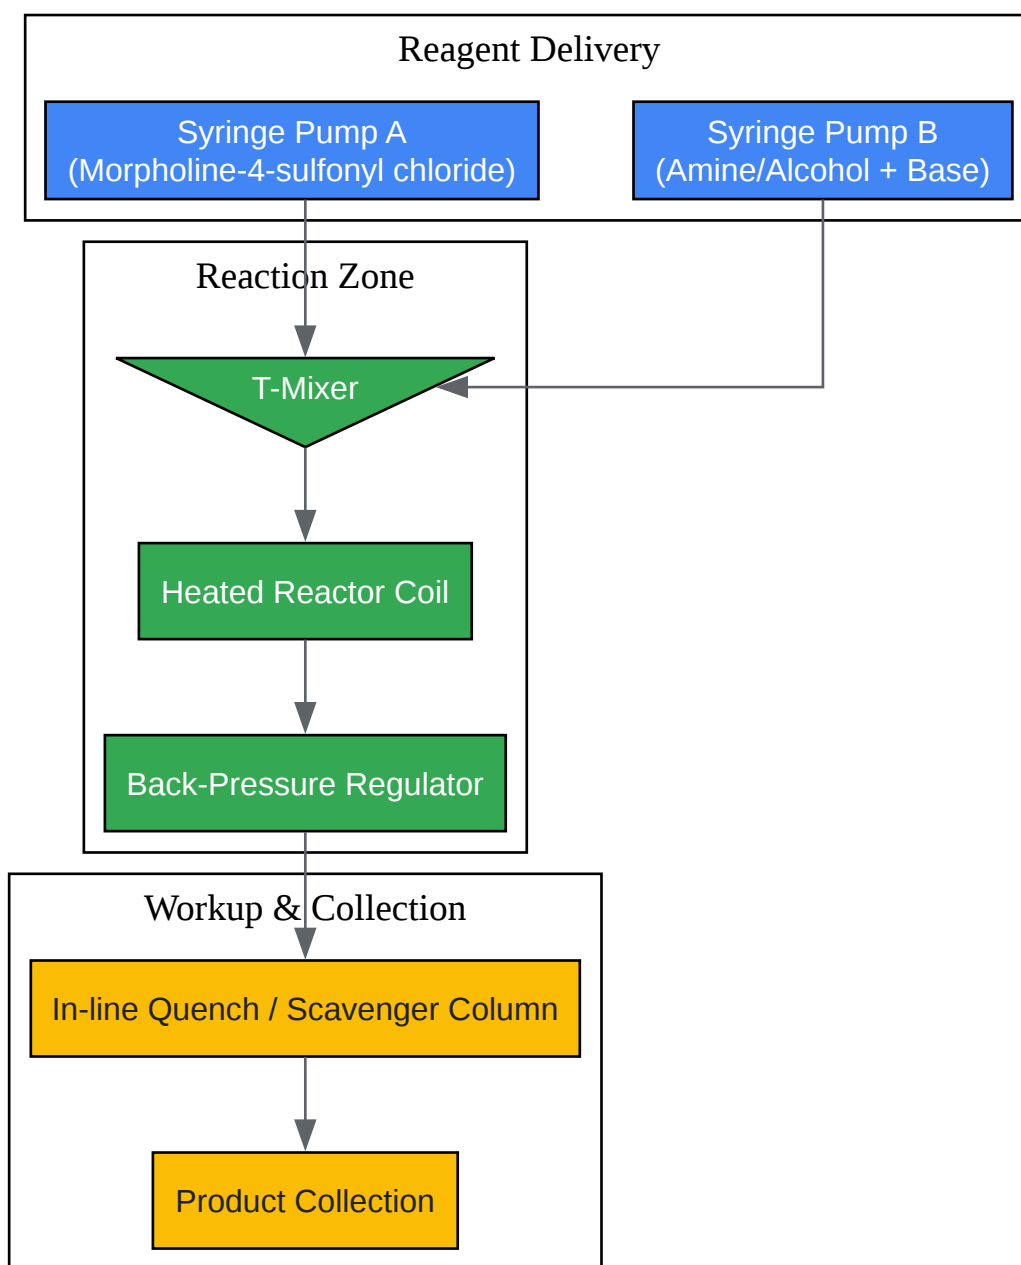 Reagent Delivery
Syringe Pump A
(Morpholine-4-sulfonyl chloride)
Syringe Pump B
(Amine/Alcohol + Base)
Reaction Zone
T-Mixer
Heated Reactor Coil
Back-Pressure Regulator
Workup & Collection
In-line Quench / Scavenger Column
Product Collection